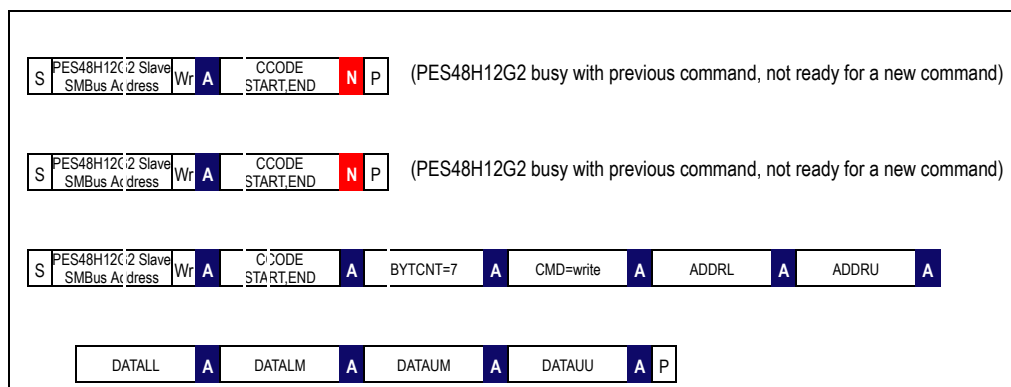 S PES48H12G2 Slave SMBus Address Wr A CCODE START,END N P (PES48H12G2 busy with previous command, not ready for a new command)
S PES48H12G2 Slave SMBus Address Wr A CCODE START,END N P (PES48H12G2 busy with previous command, not ready for a new command)
S PES48H12G2 Slave SMBus Address Wr A CCODE START,END A BYTCNT=7 A CMD=write A ADDRL A ADDRU A
DATALL A DATALM A DATAUM A DATAUU A P